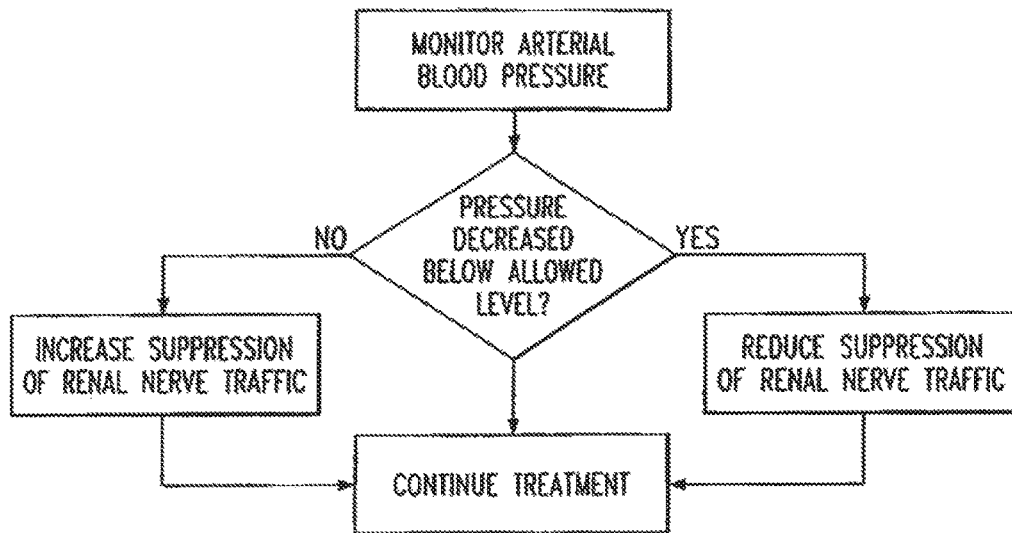 MONITOR ARTERIAL
BLOOD PRESSURE
PRESSURE
DECREASED
BELOW ALLOWED
LEVEL?
NO
YES
INCREASE SUPPRESSION
OF RENAL NERVE TRAFFIC
REDUCE SUPPRESSION
OF RENAL NERVE TRAFFIC
CONTINUE TREATMENT